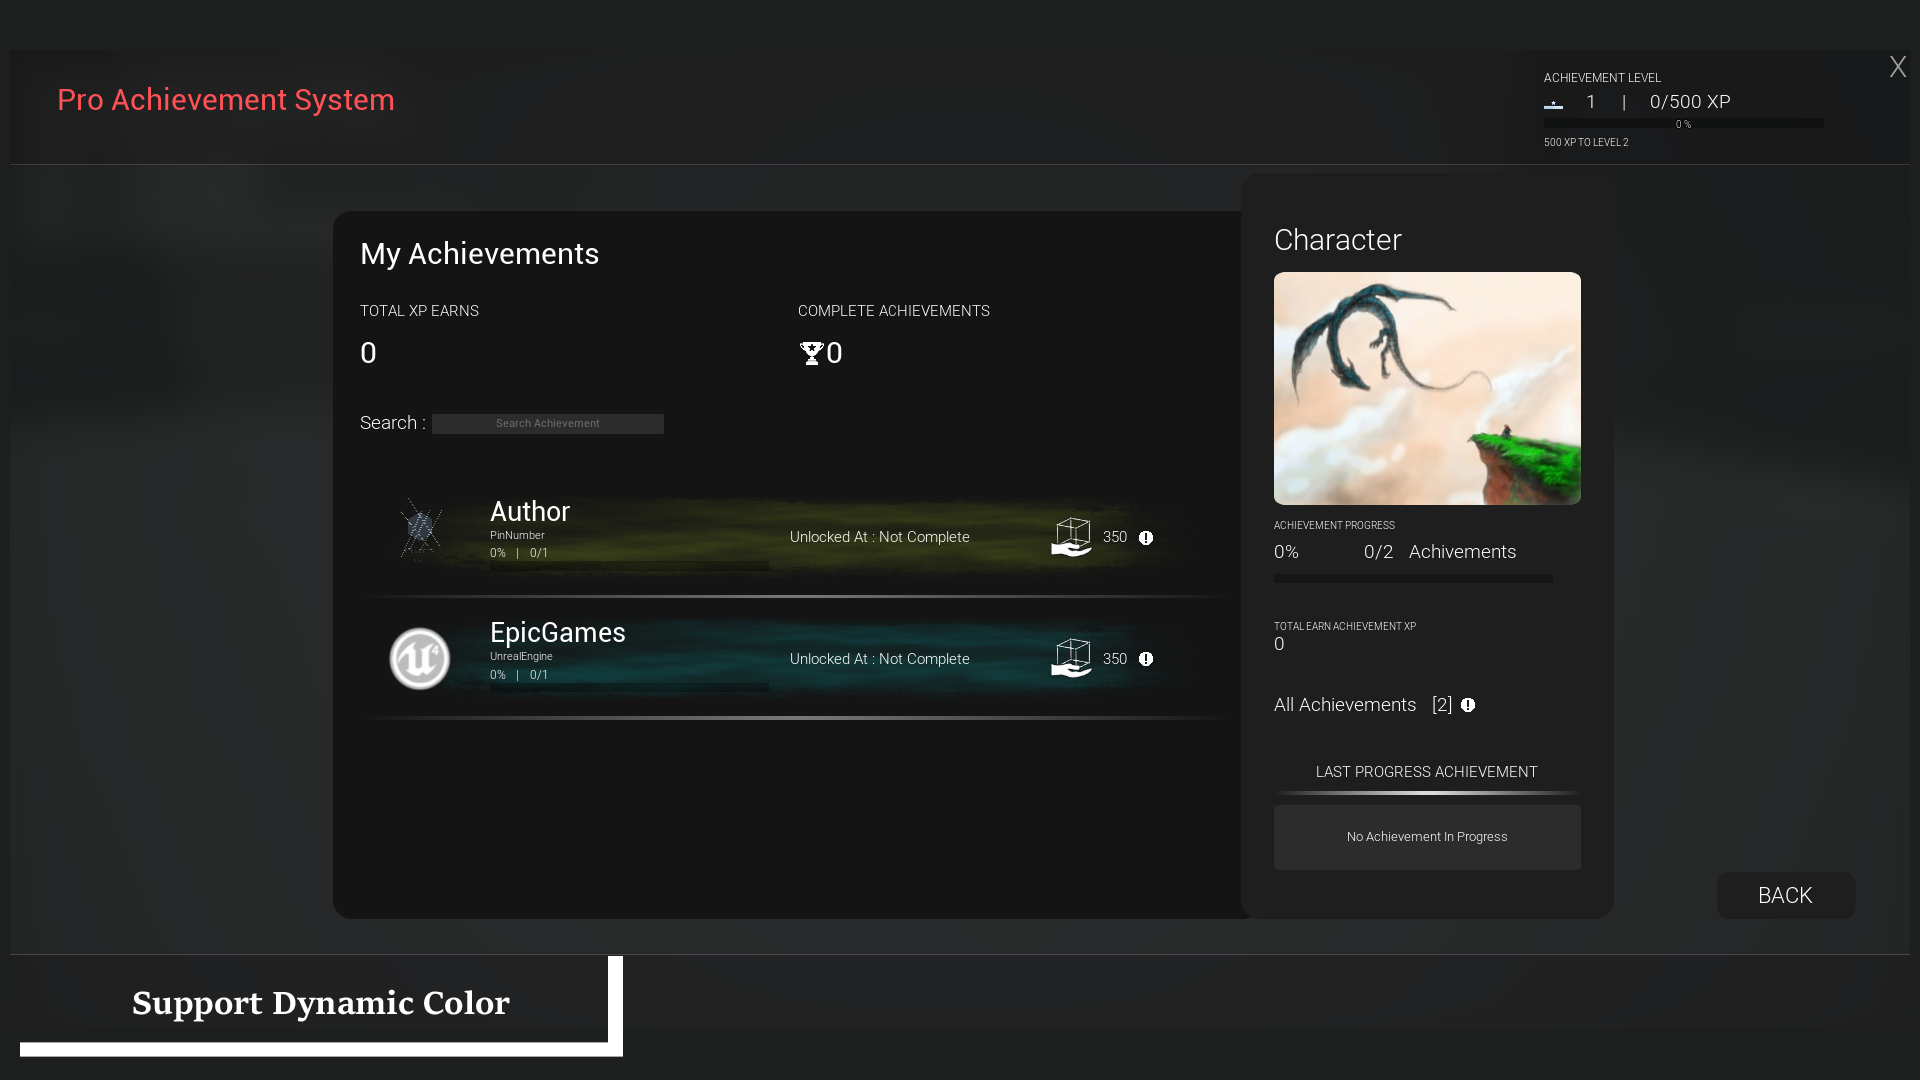 Pro Achievement System
X
ACHIEVEMENT LEVEL
1 | 0/500 XP
0 %
500 XP TO LEVEL 2
My Achievements
TOTAL XP EARNS
COMPLETE ACHIEVEMENTS
0
0
Search :
Search Achievement
Author
PinNumber
0% | 0/1
Unlocked At : Not Complete
350
EpicGames
UnrealEngine
0% | 0/1
Unlocked At : Not Complete
350
Character
ACHIEVEMENT PROGRESS
0% 0/2 Achivements
TOTAL EARN ACHIEVEMENT XP
0
All Achievements [2]
LAST PROGRESS ACHIEVEMENT
No Achievement In Progress
BACK
Support Dynamic Color